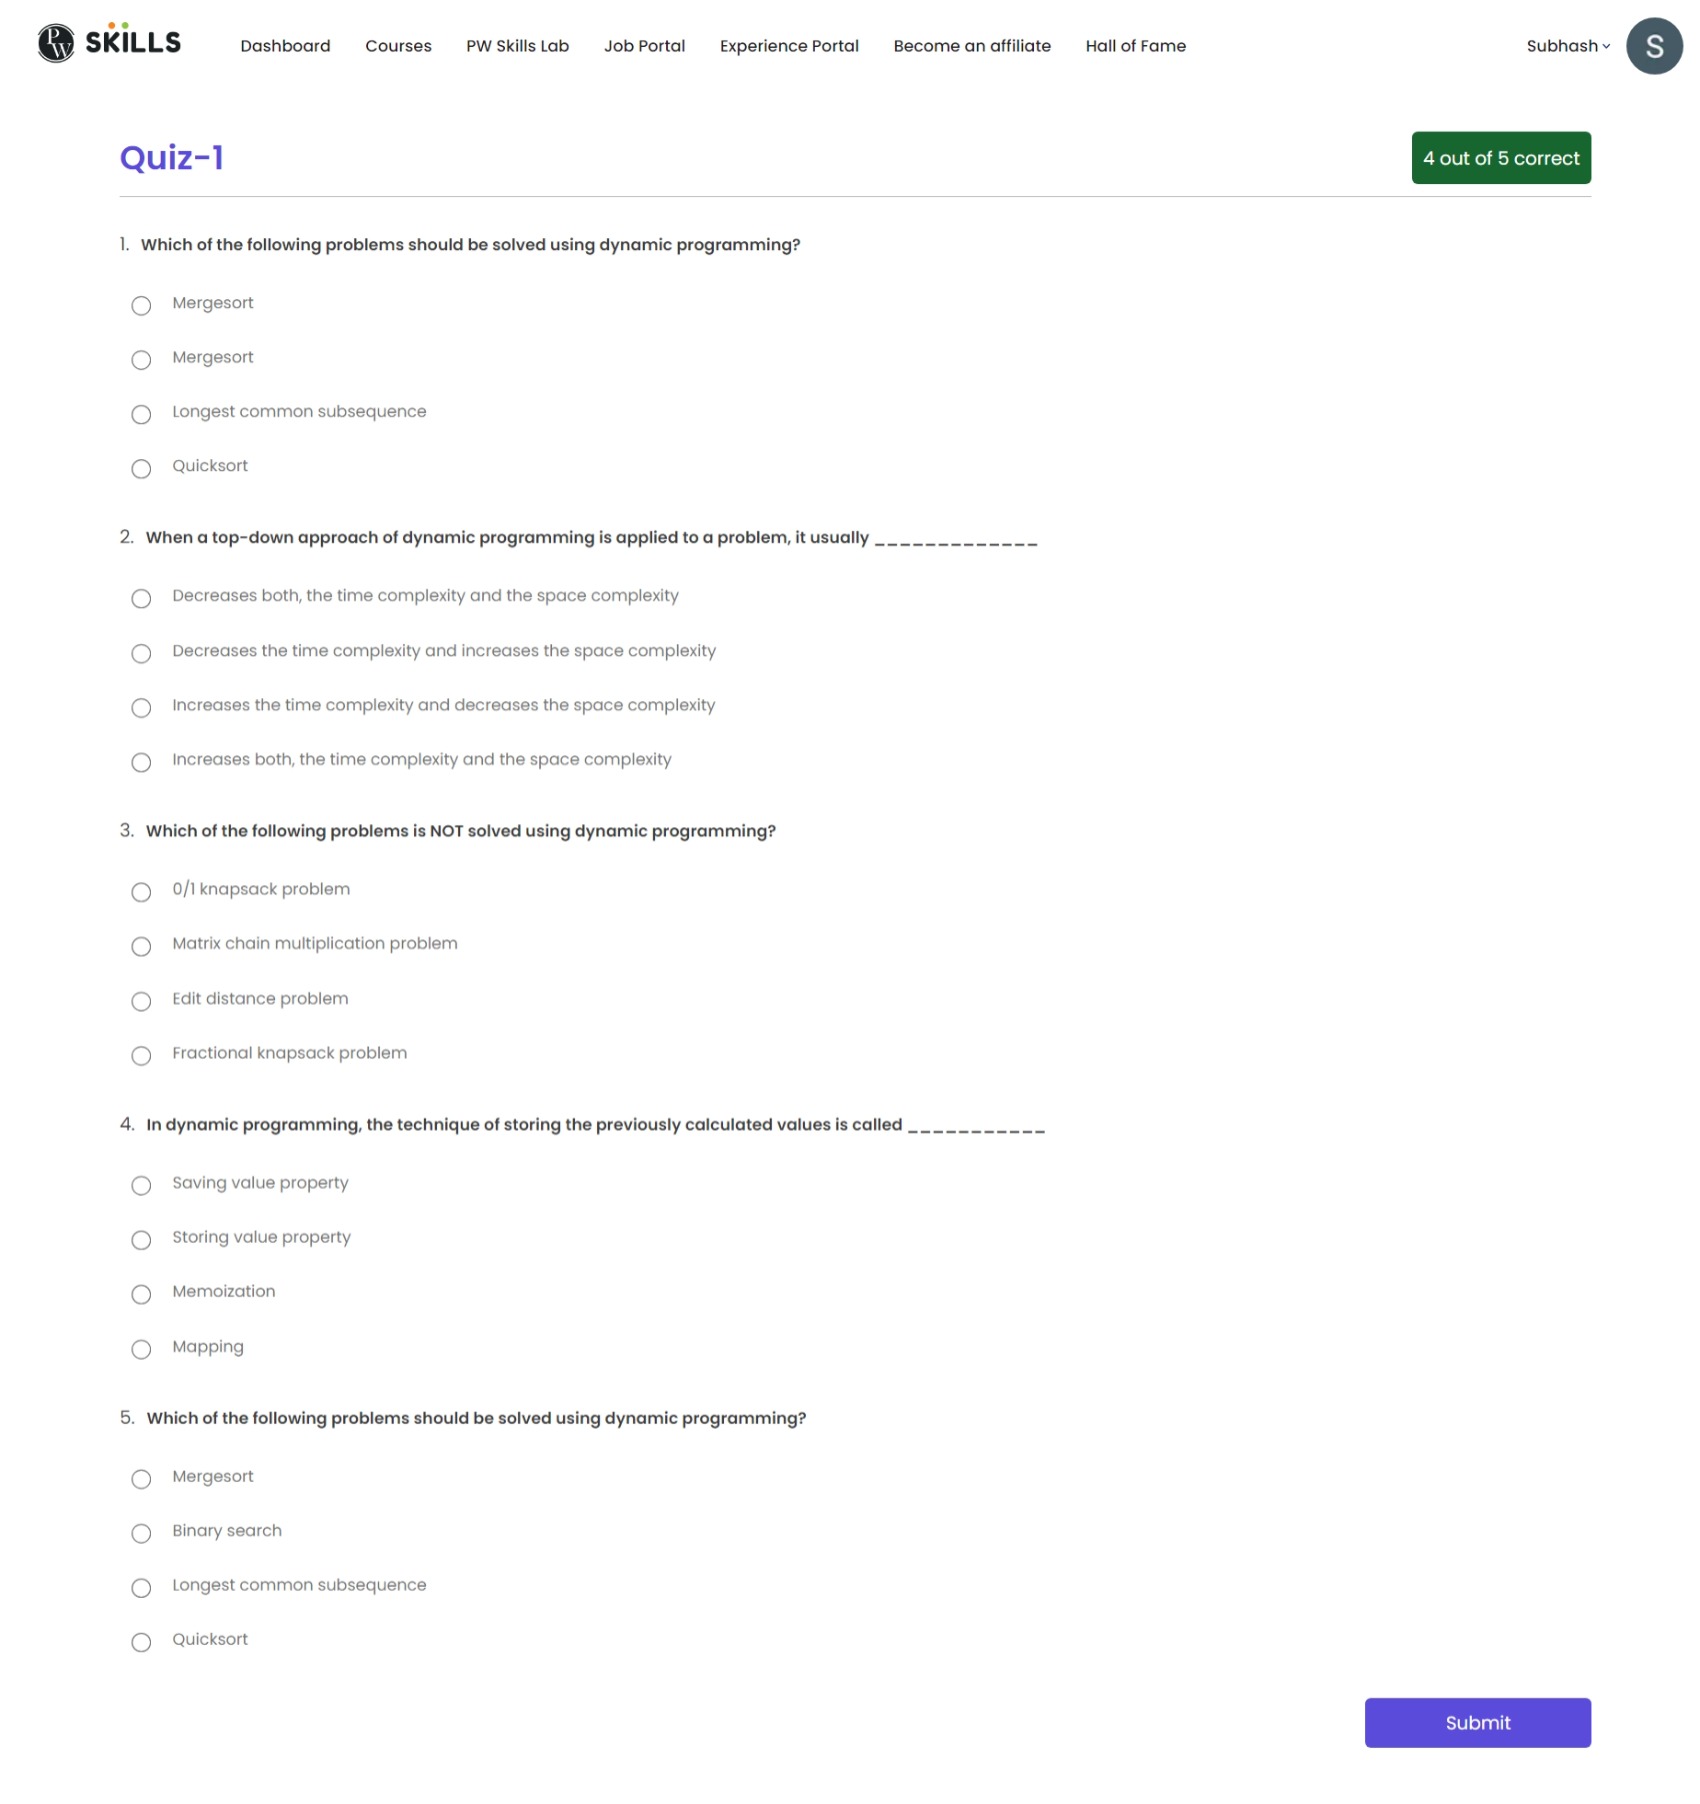 PW SKILLS Dashboard Courses PW Skills Lab Job Portal Experience Portal Become an affiliate Hall of Fame Subhash S
Quiz-1 4 out of 5 correct
1. Which of the following problems should be solved using dynamic programming?
Mergesort
Mergesort
Longest common subsequence
Quicksort
2. When a top-down approach of dynamic programming is applied to a problem, it usually _____________
Decreases both, the time complexity and the space complexity
Decreases the time complexity and increases the space complexity
Increases the time complexity and decreases the space complexity
Increases both, the time complexity and the space complexity
3. Which of the following problems is NOT solved using dynamic programming?
0/1 knapsack problem
Matrix chain multiplication problem
Edit distance problem
Fractional knapsack problem
4. In dynamic programming, the technique of storing the previously calculated values is called ___________
Saving value property
Storing value property
Memoization
Mapping
5. Which of the following problems should be solved using dynamic programming?
Mergesort
Binary search
Longest common subsequence
Quicksort
Submit